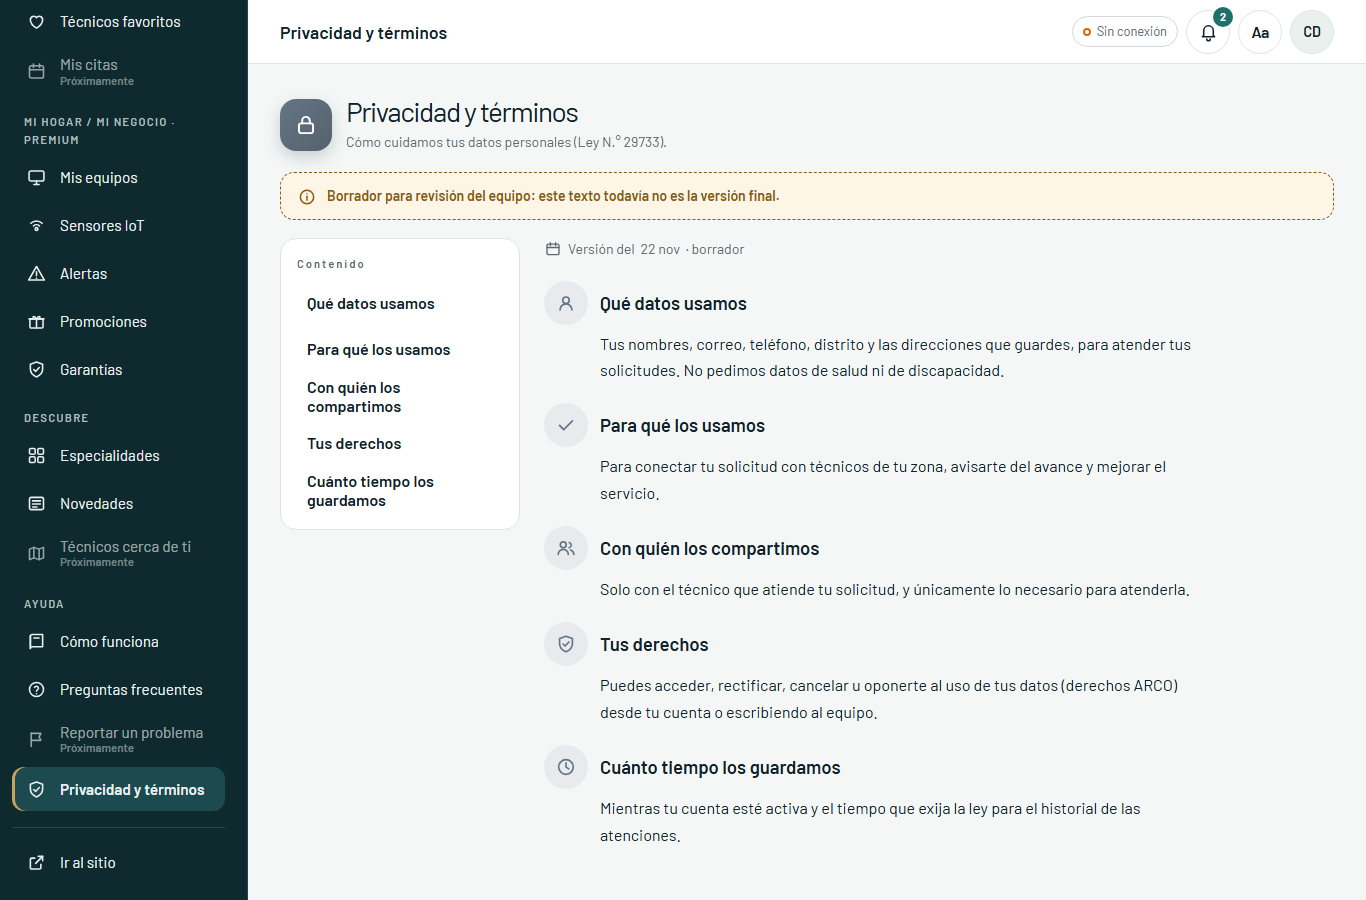 Técnicos favoritos
Mis citas
Próximamente
MI HOGAR / MI NEGOCIO ·
PREMIUM
Mis equipos
Sensores IoT
Alertas
Promociones
Garantías
DESCUBRE
Especialidades
Novedades
Técnicos cerca de ti
Próximamente
AYUDA
Cómo funciona
Preguntas frecuentes
Reportar un problema
Próximamente
Privacidad y términos
Ir al sitio
Privacidad y términos
Sin conexión
2
Aa
CD
Privacidad y términos
Cómo cuidamos tus datos personales (Ley N.° 29733).
Borrador para revisión del equipo: este texto todavía no es la versión final.
Contenido
Qué datos usamos
Para qué los usamos
Con quién los
compartimos
Tus derechos
Cuánto tiempo los
guardamos
Versión del 22 nov · borrador
Qué datos usamos
Tus nombres, correo, teléfono, distrito y las direcciones que guardes, para atender tus
solicitudes. No pedimos datos de salud ni de discapacidad.
Para qué los usamos
Para conectar tu solicitud con técnicos de tu zona, avisarte del avance y mejorar el
servicio.
Con quién los compartimos
Solo con el técnico que atiende tu solicitud, y únicamente lo necesario para atenderla.
Tus derechos
Puedes acceder, rectificar, cancelar u oponerte al uso de tus datos (derechos ARCO)
desde tu cuenta o escribiendo al equipo.
Cuánto tiempo los guardamos
Mientras tu cuenta esté activa y el tiempo que exija la ley para el historial de las
atenciones.